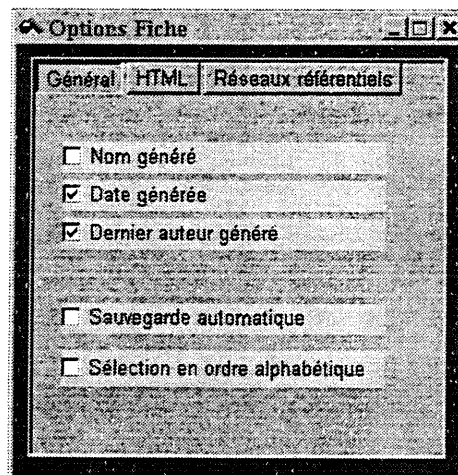 Options Fiche
Général HTML Réseaux référentiels
Nom généré
Date générée
Dernier auteur généré
Sauvegarde automatique
Sélection en ordre alphabétique